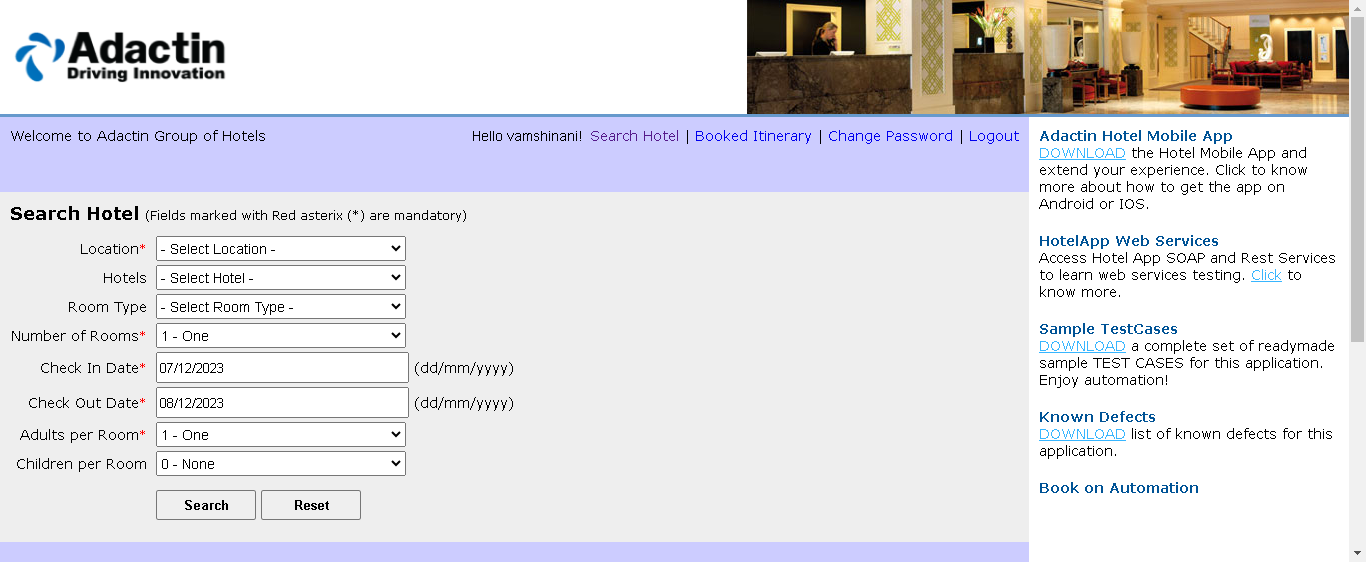 Adactin
Driving Innovation
Welcome to Adactin Group of Hotels
Hello vamshinani! Search Hotel | Booked Itinerary | Change Password | Logout
Search Hotel (Fields marked with Red asterix (*) are mandatory)
Location* - Select Location -
Hotels - Select Hotel -
Room Type - Select Room Type -
Number of Rooms* 1 - One
Check In Date* 07/12/2023 (dd/mm/yyyy)
Check Out Date* 08/12/2023 (dd/mm/yyyy)
Adults per Room* 1 - One
Children per Room 0 - None
Search Reset
Adactin Hotel Mobile App
DOWNLOAD the Hotel Mobile App and
extend your experience. Click to know
more about how to get the app on
Android or IOS.
HotelApp Web Services
Access Hotel App SOAP and Rest Services
to learn web services testing. Click to
know more.
Sample TestCases
DOWNLOAD a complete set of readymade
sample TEST CASES for this application.
Enjoy automation!
Known Defects
DOWNLOAD list of known defects for this
application.
Book on Automation